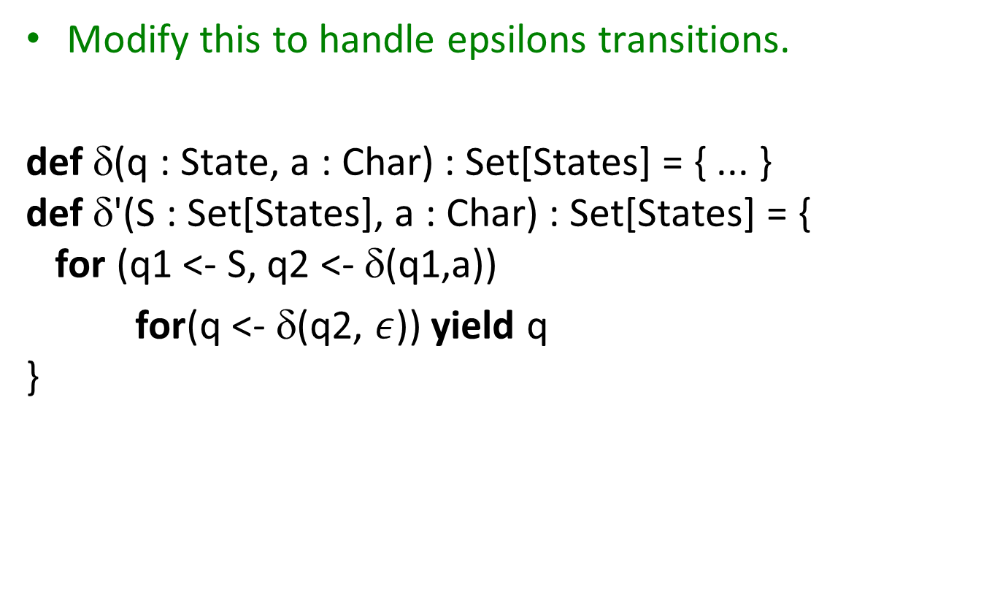 • Modify this to handle epsilons transitions.
def δ(q : State, a : Char) : Set[States] = { ... }
def δ'(S : Set[States], a : Char) : Set[States] = {
for (q1 <- S, q2 <- δ(q1,a))
for(q <- δ(q2, ϵ)) yield q
}